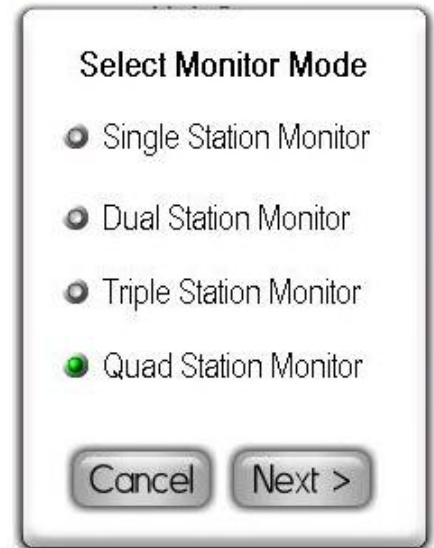 Select Monitor Mode
Single Station Monitor
Dual Station Monitor
Triple Station Monitor
Quad Station Monitor
Cancel Next >